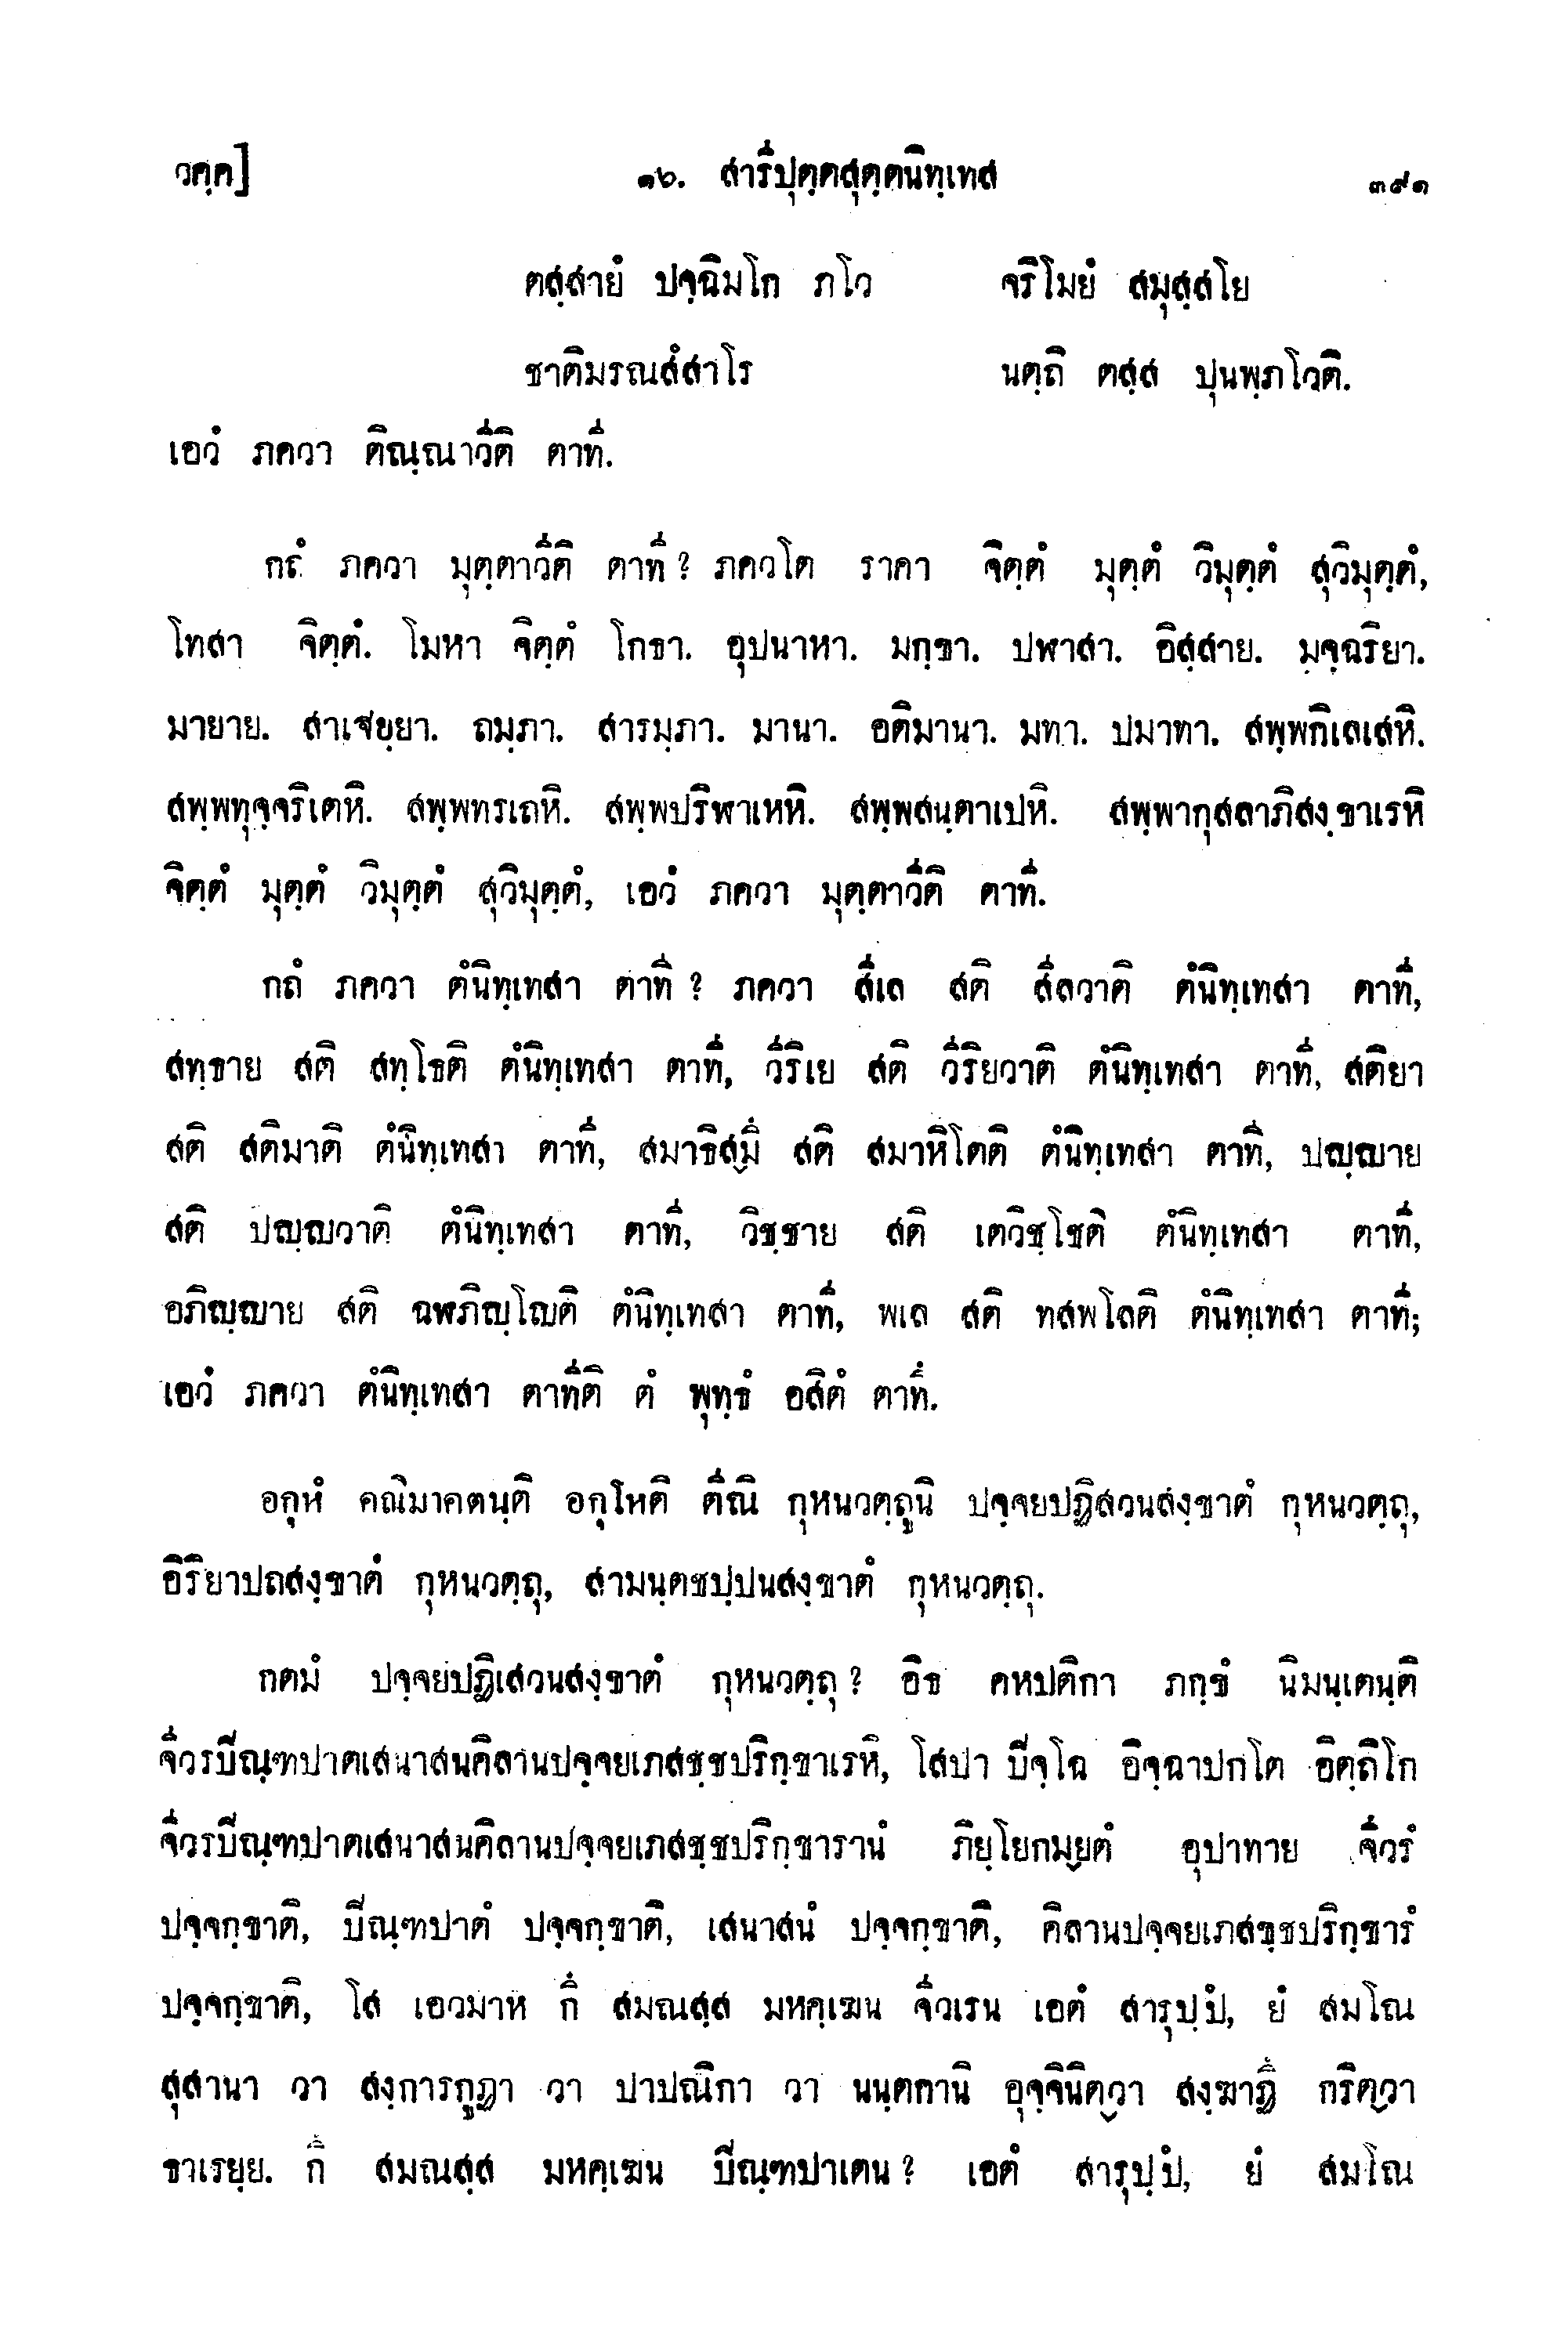 วคฺค] ๑๖. สารีปุตฺตสุตฺตนิทฺเทส ๓๙๑
ตสฺสายํ ปจฺฉิมโก ภโว จริโมยํ สมุสฺสโย
ชาติมรณสํสาโร นตฺถิ ตสฺส ปุนพฺภโวติ.
เอวํ ภควา ติณฺณาวีติ ตาที.
กถํ ภควา มุตฺตาวีติ ตาที ? ภควโต ราคา จิตฺตํ มุตฺตํ วิมุตฺตํ สุวิมุตฺตํ,
โทสา จิตฺตํ. โมหา จิตฺตํ โกธา. อุปนาหา. มกฺขา. ปฬาสา. อิสฺสาย. มจฺฉริยา.
มายาย. สาเฐยฺยา. ถมฺภา. สารมฺภา. มานา. อติมานา. มทา. ปมาทา. สพฺพกิเลเสหิ.
สพฺพทุจฺจริเตหิ. สพฺพทรเถหิ. สพฺพปริฬาเหหิ. สพฺพสนฺตาเปหิ. สพฺพากุสลาภิสงฺขาเรหิ
จิตฺตํ มุตฺตํ วิมุตฺตํ สุวิมุตฺตํ, เอวํ ภควา มุตฺตาวีติ ตาที.
กถํ ภควา ตํนิทฺเทสา ตาที ? ภควา สีเล สติ สีลวาติ ตํนิทฺเทสา ตาที,
สทฺธาย สติ สทฺโธติ ตํนิทฺเทสา ตาที, วีริเย สติ วีริยวาติ ตํนิทฺเทสา ตาที, สติยา
สติ สติมาติ ตํนิทฺเทสา ตาที, สมาธิสฺมึ สติ สมาหิโตติ ตํนิทฺเทสา ตาที, ปญฺญาย
สติ ปญฺญวาติ ตํนิทฺเทสา ตาที, วิชฺชาย สติ เตวิชฺโชติ ตํนิทฺเทสา ตาที,
อภิญฺญาย สติ ฉฬภิญฺโญติ ตํนิทฺเทสา ตาที, พเล สติ ทสพโลติ ตํนิทฺเทสา ตาที;
เอวํ ภควา ตํนิทฺเทสา ตาทีติ ตํ พุทฺธํ อสิตํ ตาทึ.
อกุหํ คณิมาคตนฺติ อกุโหติ ตีณิ กุหนวตฺถูนิ ปจฺจยปฏิสวนสงฺขาตํ กุหนวตฺถุ,
อิริยาปถสงฺขาตํ กุหนวตฺถุ, สามนฺตชปฺปนสงฺขาตํ กุหนวตฺถุ.
กตมํ ปจฺจยปฏิเสวนสงฺขาตํ กุหนวตฺถุ ? อิธ คหปติกา ภกฺขํ นิมนฺเตนฺติ
จีวรปิณฺฑปาตเสนาสนคิลานปจฺจยเภสชฺชปริกฺขาเรหิ, โสปา ปิจฺโฉ อิจฺฉาปกโต อิตฺถิโก
จีวรปิณฺฑปาตเสนาสนคิลานปจฺจยเภสชฺชปริกฺขารานํ ภิยฺโยกมฺยตํ อุปาทาย จีวรํ
ปจฺจกฺขาติ, ปิณฺฑปาตํ ปจฺจกฺขาติ, เสนาสนํ ปจฺจกฺขาติ, คิลานปจฺจยเภสชฺชปริกฺขารํ
ปจฺจกฺขาติ, โส เอวมาห กึ สมณสฺส มหคฺเฆน จีวเรน เอตํ สารุปฺปํ, ยํ สมโณ
สุสานา วา สงฺการกูฏา วา ปาปณิกา วา นนฺตกานิ อุจฺจินิตฺวา สงฺฆาฏึ กริตฺวา
ธาเรยฺย. กึ สมณสฺส มหคฺเฆน ปิณฺฑปาเตน ? เอตํ สารุปฺปํ, ยํ สมโณ